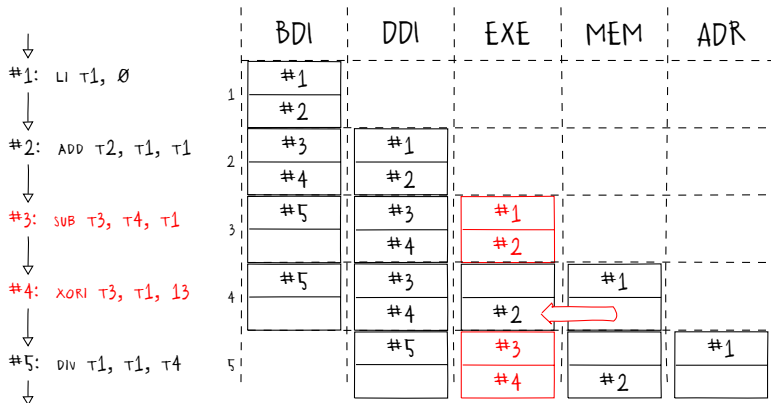 BDI DDI EXE MEM ADR
#1: LI T1, Ø
1 #1
#2
#2: ADD T2, T1, T1
2 #3 #1
#4 #2
#3: SUB T3, T4, T1
3 #5 #3 #1
#4 #2
#4: XORI T3, T1, 13
4 #5 #3 #1
#4 #2
#5: DIV T1, T1, T4
5 #5 #3 #1
#4 #2